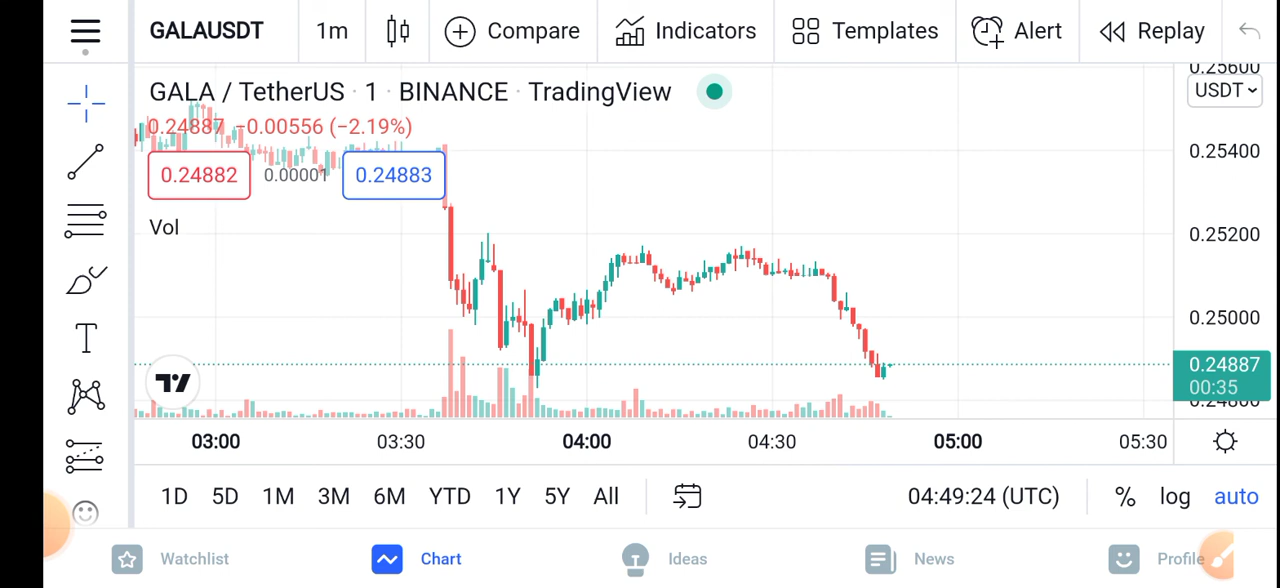 GALAUSDT 1m Compare Indicators Templates Alert Replay
0.25600
GALA / TetherUS · 1 · BINANCE · TradingView USDT
0.24887 −0.00556 (−2.19%)
0.25400
0.24882 0.00001 0.24883
Vol
0.25200
0.25000
0.24887
00:35
0.24800
03:00 03:30 04:00 04:30 05:00 05:30
1D 5D 1M 3M 6M YTD 1Y 5Y All 04:49:24 (UTC) % log auto
Watchlist Chart Ideas News Profile